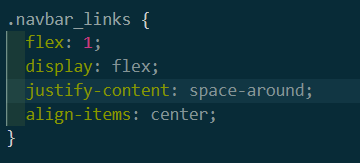 .navbar_links {
  flex: 1;
  display: flex;
  justify-content: space-around;
  align-items: center;
}